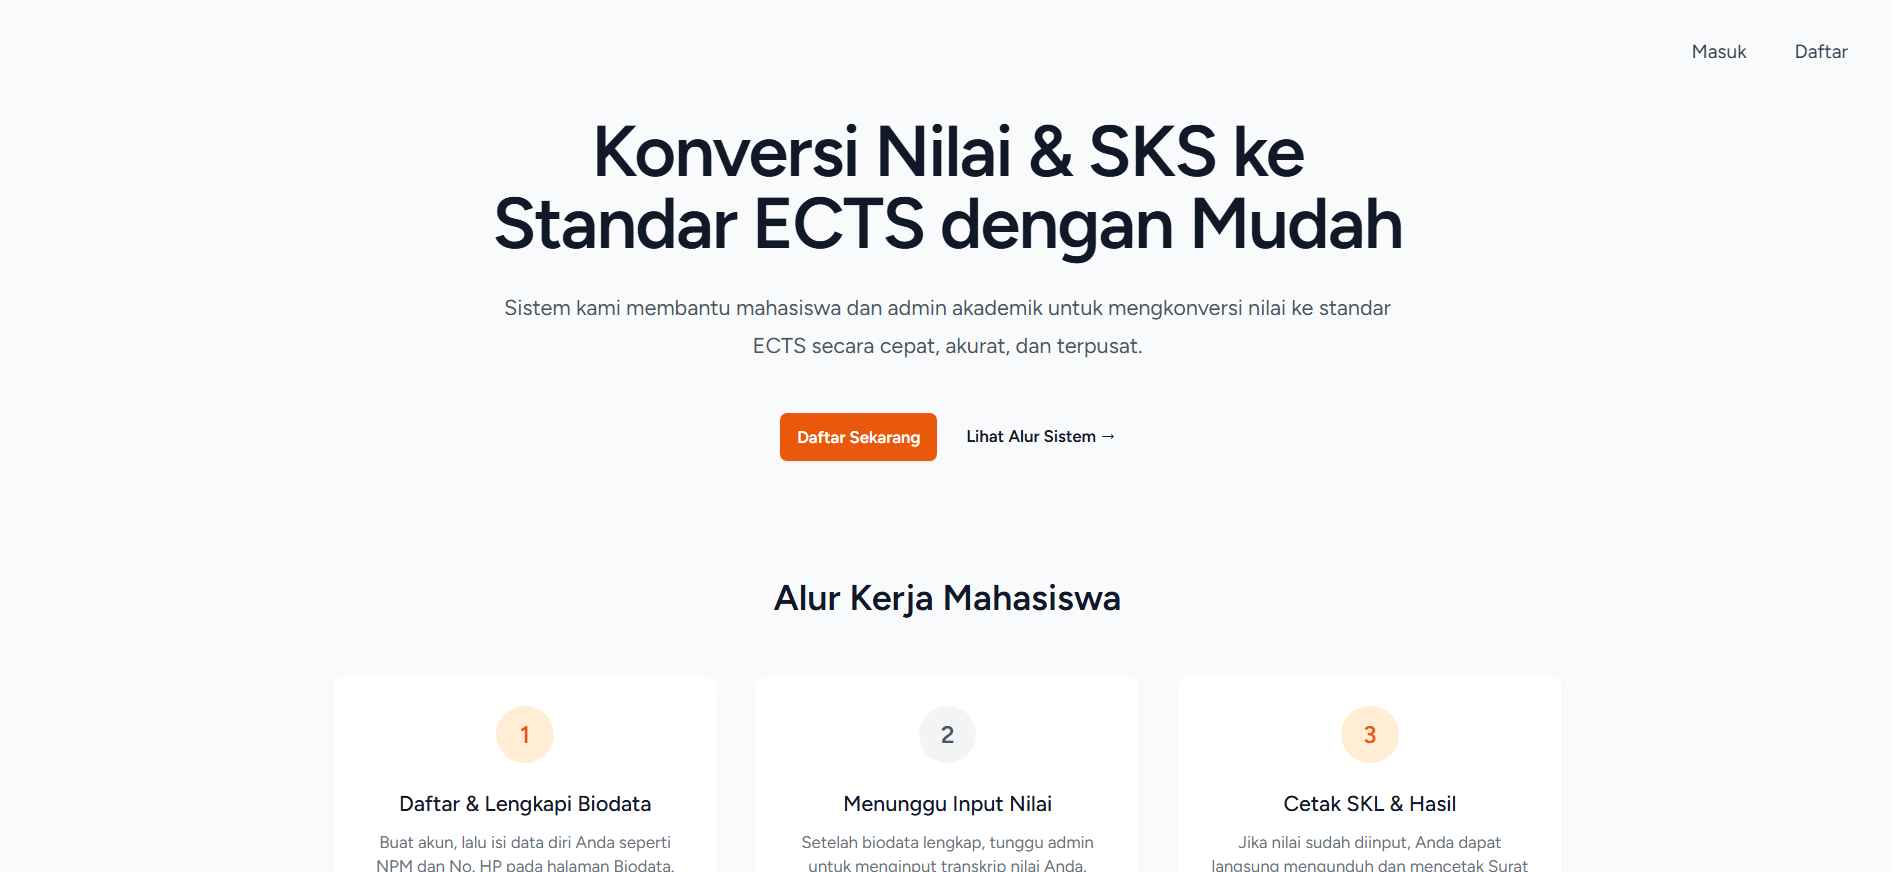 Masuk Daftar
Konversi Nilai & SKS ke
Standar ECTS dengan Mudah
Sistem kami membantu mahasiswa dan admin akademik untuk mengkonversi nilai ke standar
ECTS secara cepat, akurat, dan terpusat.
Daftar Sekarang Lihat Alur Sistem →
Alur Kerja Mahasiswa
1
Daftar & Lengkapi Biodata
Buat akun, lalu isi data diri Anda seperti
NPM dan No. HP pada halaman Biodata.
2
Menunggu Input Nilai
Setelah biodata lengkap, tunggu admin
untuk menginput transkrip nilai Anda.
3
Cetak SKL & Hasil
Jika nilai sudah diinput, Anda dapat
langsung mengunduh dan mencetak Surat